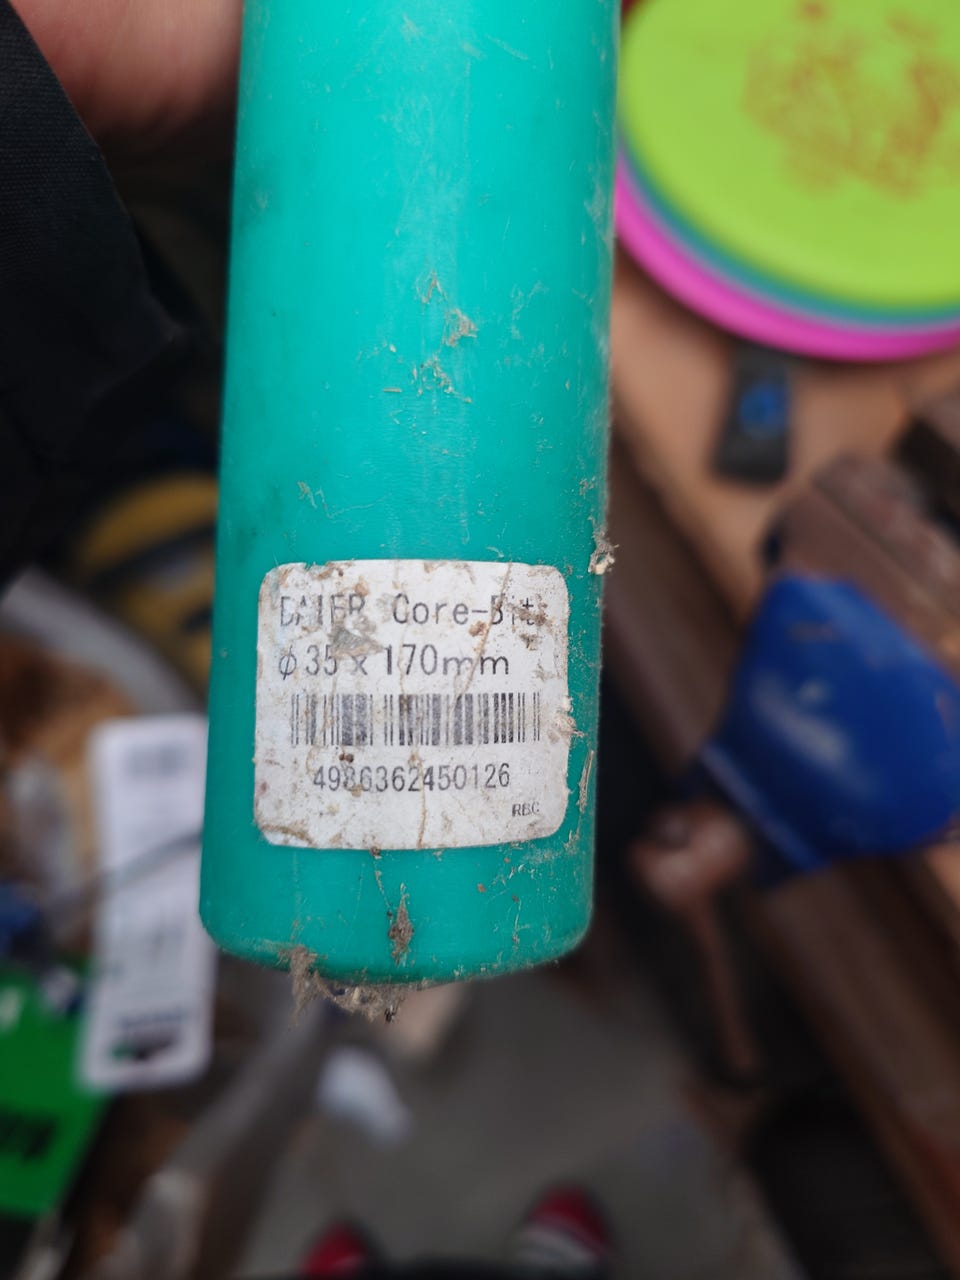 Core-Bit
φ35 x 170mm
4986362450126
RBC